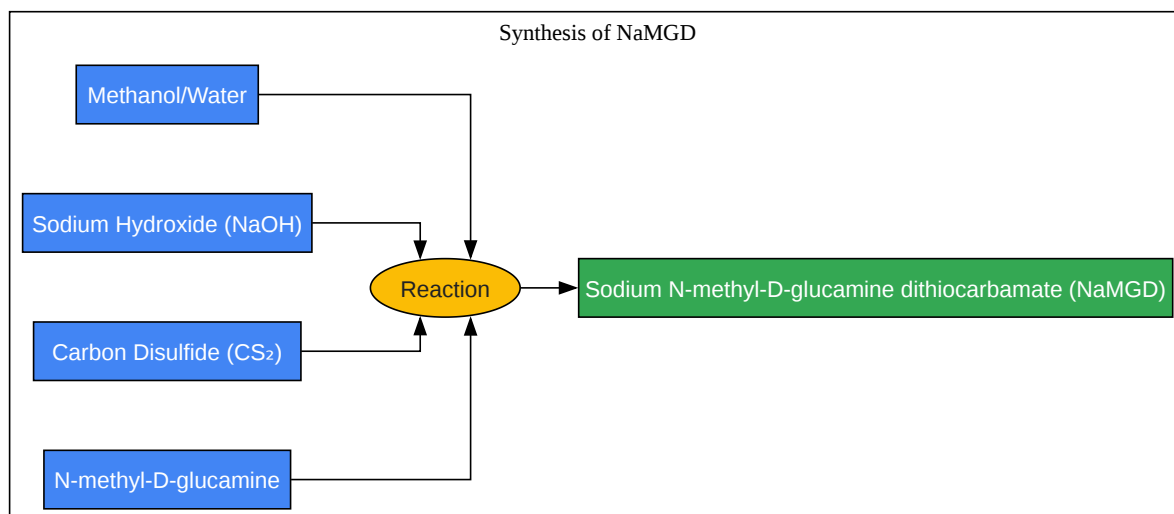 Synthesis of NaMGD
Methanol/Water
Sodium Hydroxide (NaOH)
Reaction
Sodium N-methyl-D-glucamine dithiocarbamate (NaMGD)
Carbon Disulfide (CS₂)
N-methyl-D-glucamine